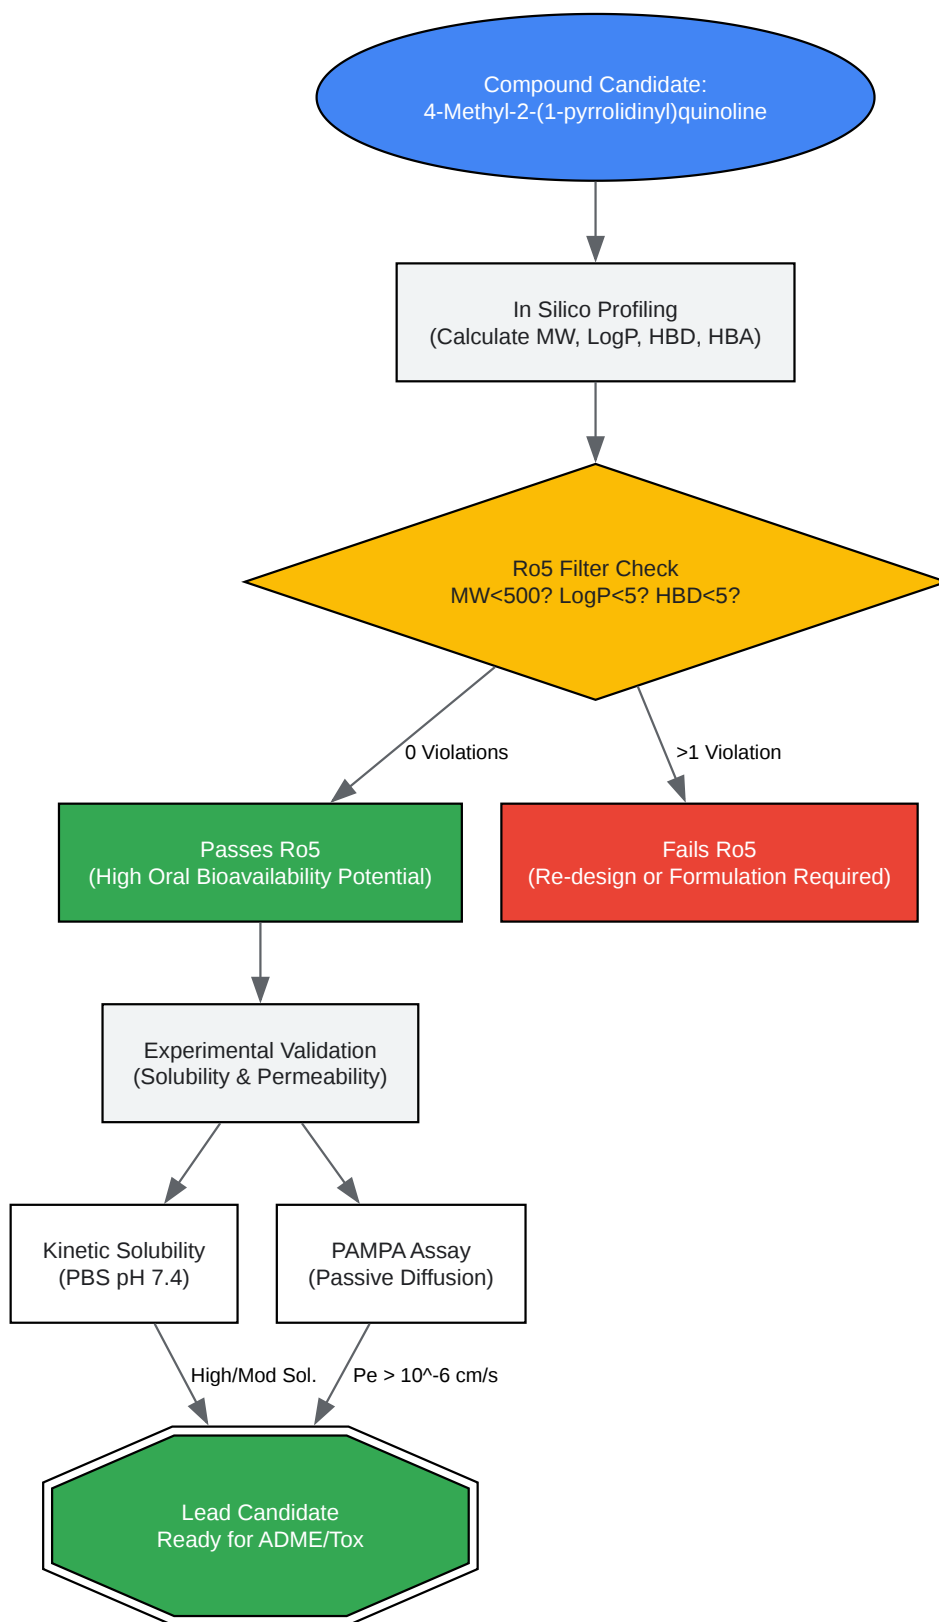 Compound Candidate:
4-Methyl-2-(1-pyrrolidinyl)quinoline
In Silico Profiling
(Calculate MW, LogP, HBD, HBA)
Ro5 Filter Check
MW<500? LogP<5? HBD<5?
0 Violations
>1 Violation
Passes Ro5
(High Oral Bioavailability Potential)
Fails Ro5
(Re-design or Formulation Required)
Experimental Validation
(Solubility & Permeability)
Kinetic Solubility
(PBS pH 7.4)
PAMPA Assay
(Passive Diffusion)
High/Mod Sol.
Pe > 10^-6 cm/s
Lead Candidate
Ready for ADME/Tox